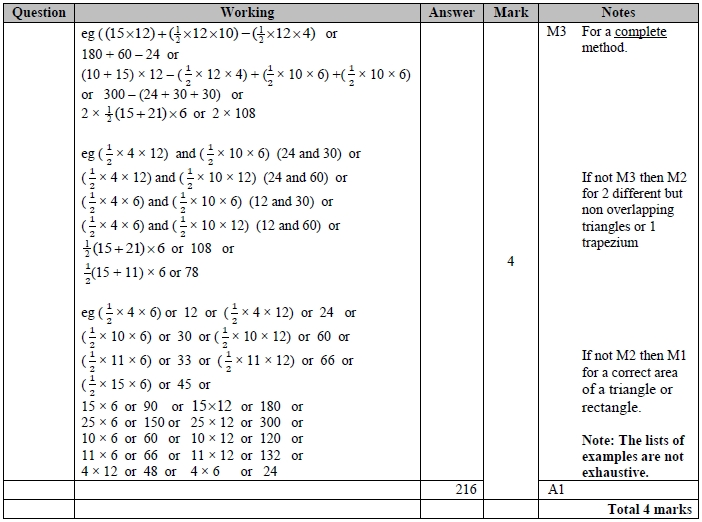 Question Working Answer Mark Notes
eg ((15×12) + (½×12×10) − (½×12×4) or M3 For a complete
180 + 60 – 24 or method.
(10 + 15) × 12 – (½ × 12 × 4) + (½ × 10 × 6) +(½ × 10 × 6)
or 300 – (24 + 30 + 30) or
2 × ½(15 + 21) × 6 or 2 × 108
eg (½ × 4 × 12) and (½ × 10 × 6) (24 and 30) or
(½ × 4 × 12) and (½ × 10 × 12) (24 and 60) or If not M3 then M2
(½ × 4 × 6) and (½ × 10 × 6) (12 and 30) or for 2 different but
(½ × 4 × 6) and (½ × 10 × 12) (12 and 60) or non overlapping
½(15 + 21) × 6 or 108 or triangles or 1
trapezium
4
½(15 + 11) × 6 or 78
eg (½ × 4 × 6) or 12 or (½ × 4 × 12) or 24 or
(½ × 10 × 6) or 30 or (½ × 10 × 12) or 60 or
(½ × 11 × 6) or 33 or (½ × 11 × 12) or 66 or If not M2 then M1
(½ × 15 × 6) or 45 or for a correct area
15 × 6 or 90 or 15×12 or 180 or of a triangle or
25 × 6 or 150 or 25 × 12 or 300 or rectangle.
10 × 6 or 60 or 10 × 12 or 120 or
11 × 6 or 66 or 11 × 12 or 132 or Note: The lists of
4 × 12 or 48 or 4 × 6 or 24 examples are not
exhaustive.
216 A1
Total 4 marks